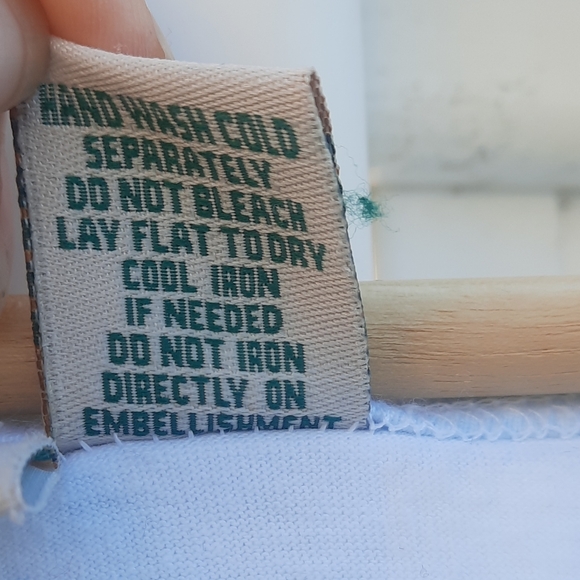 HAND WASH COLD
SEPARATELY
DO NOT BLEACH
LAY FLAT TO DRY
COOL IRON
IF NEEDED
DO NOT IRON
DIRECTLY ON
EMBELLISHMENT